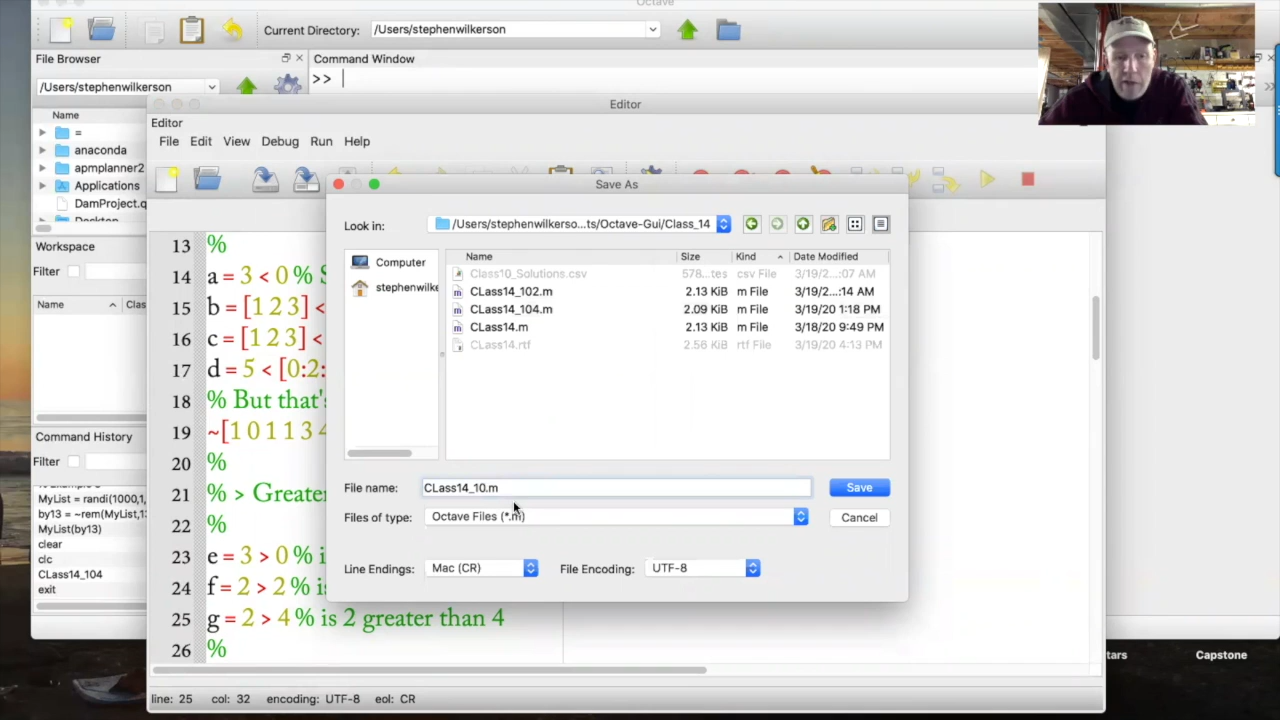 Octave
Current Directory: /Users/stephenwilkerson
File Browser
Command Window
/Users/stephenwilkerson
>>
Name
=
anaconda
apmplanner2
Applications
DamProject.q
Desktop
Workspace
Filter
Name Clas
Command History
Filter
MyList = randi(1000,1,
by13 = ~rem(MyList,13
MyList(by13)
clear
clc
CLass14_104
exit
Editor
Editor
File Edit View Debug Run Help
13 %
14 a = 3 < 0 % S
15 b = [1 2 3] <
16 c = [1 2 3] <
17 d = 5 < [0:2:
18 % But that's
19 ~[1 0 1 1 3 4
20 %
21 % > Greater
22 %
23 e = 3 > 0 % i
24 f = 2 > 2 % i
25 g = 2 > 4 % is 2 greater than 4
26 %
line: 25 col: 32 encoding: UTF-8 eol: CR
Save As
Look in: /Users/stephenwilkerso...ts/Octave-Gui/Class_14
Computer
stephenwilke
Name Size Kind Date Modified
Class10_Solutions.csv 578...tes csv File 3/19/2...:07 AM
CLass14_102.m 2.13 KiB m File 3/19/2...:14 AM
CLass14_104.m 2.09 KiB m File 3/19/20 1:18 PM
CLass14.m 2.13 KiB m File 3/18/20 9:49 PM
CLass14.rtf 2.56 KiB rtf File 3/19/20 4:13 PM
File name: CLass14_10.m Save
Files of type: Octave Files (*.m) Cancel
Line Endings: Mac (CR) File Encoding: UTF-8
tars Capstone